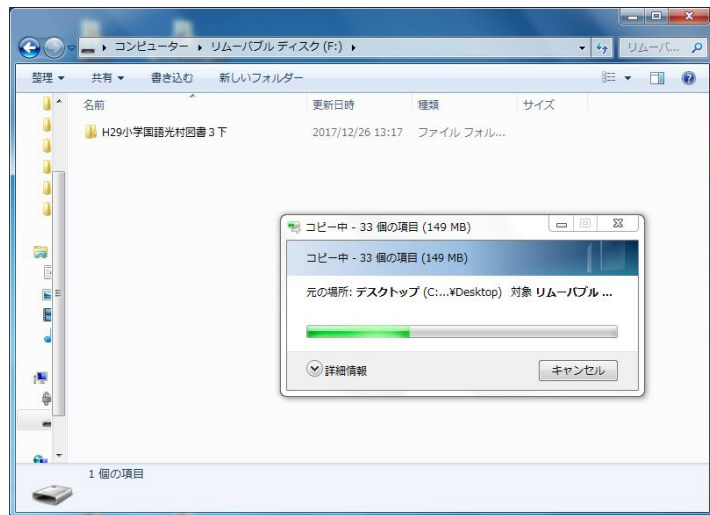 コンピューター ▸ リムーバブル ディスク (F:) ▸
リムーバ...
整理 ▼ 共有 ▼ 書き込む 新しいフォルダー
名前 更新日時 種類 サイズ
H29小学国語光村図書３下 2017/12/26 13:17 ファイル フォル...
コピー中 - 33 個の項目 (149 MB)
コピー中 - 33 個の項目 (149 MB)
元の場所: デスクトップ (C:...¥Desktop) 対象 リムーバブル ...
詳細情報 キャンセル
1 個の項目